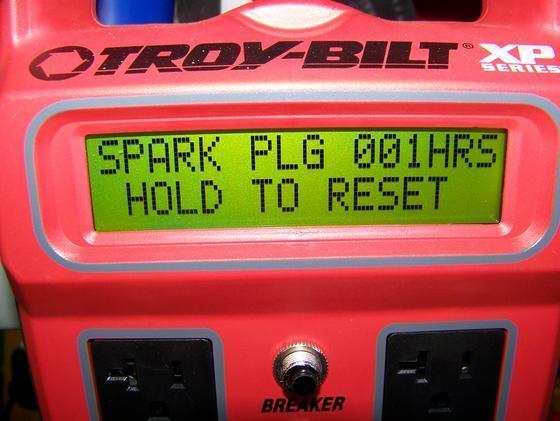 TROY-BILT® XP
SERIES
SPARK PLG 001HRS
HOLD TO RESET
BREAKER